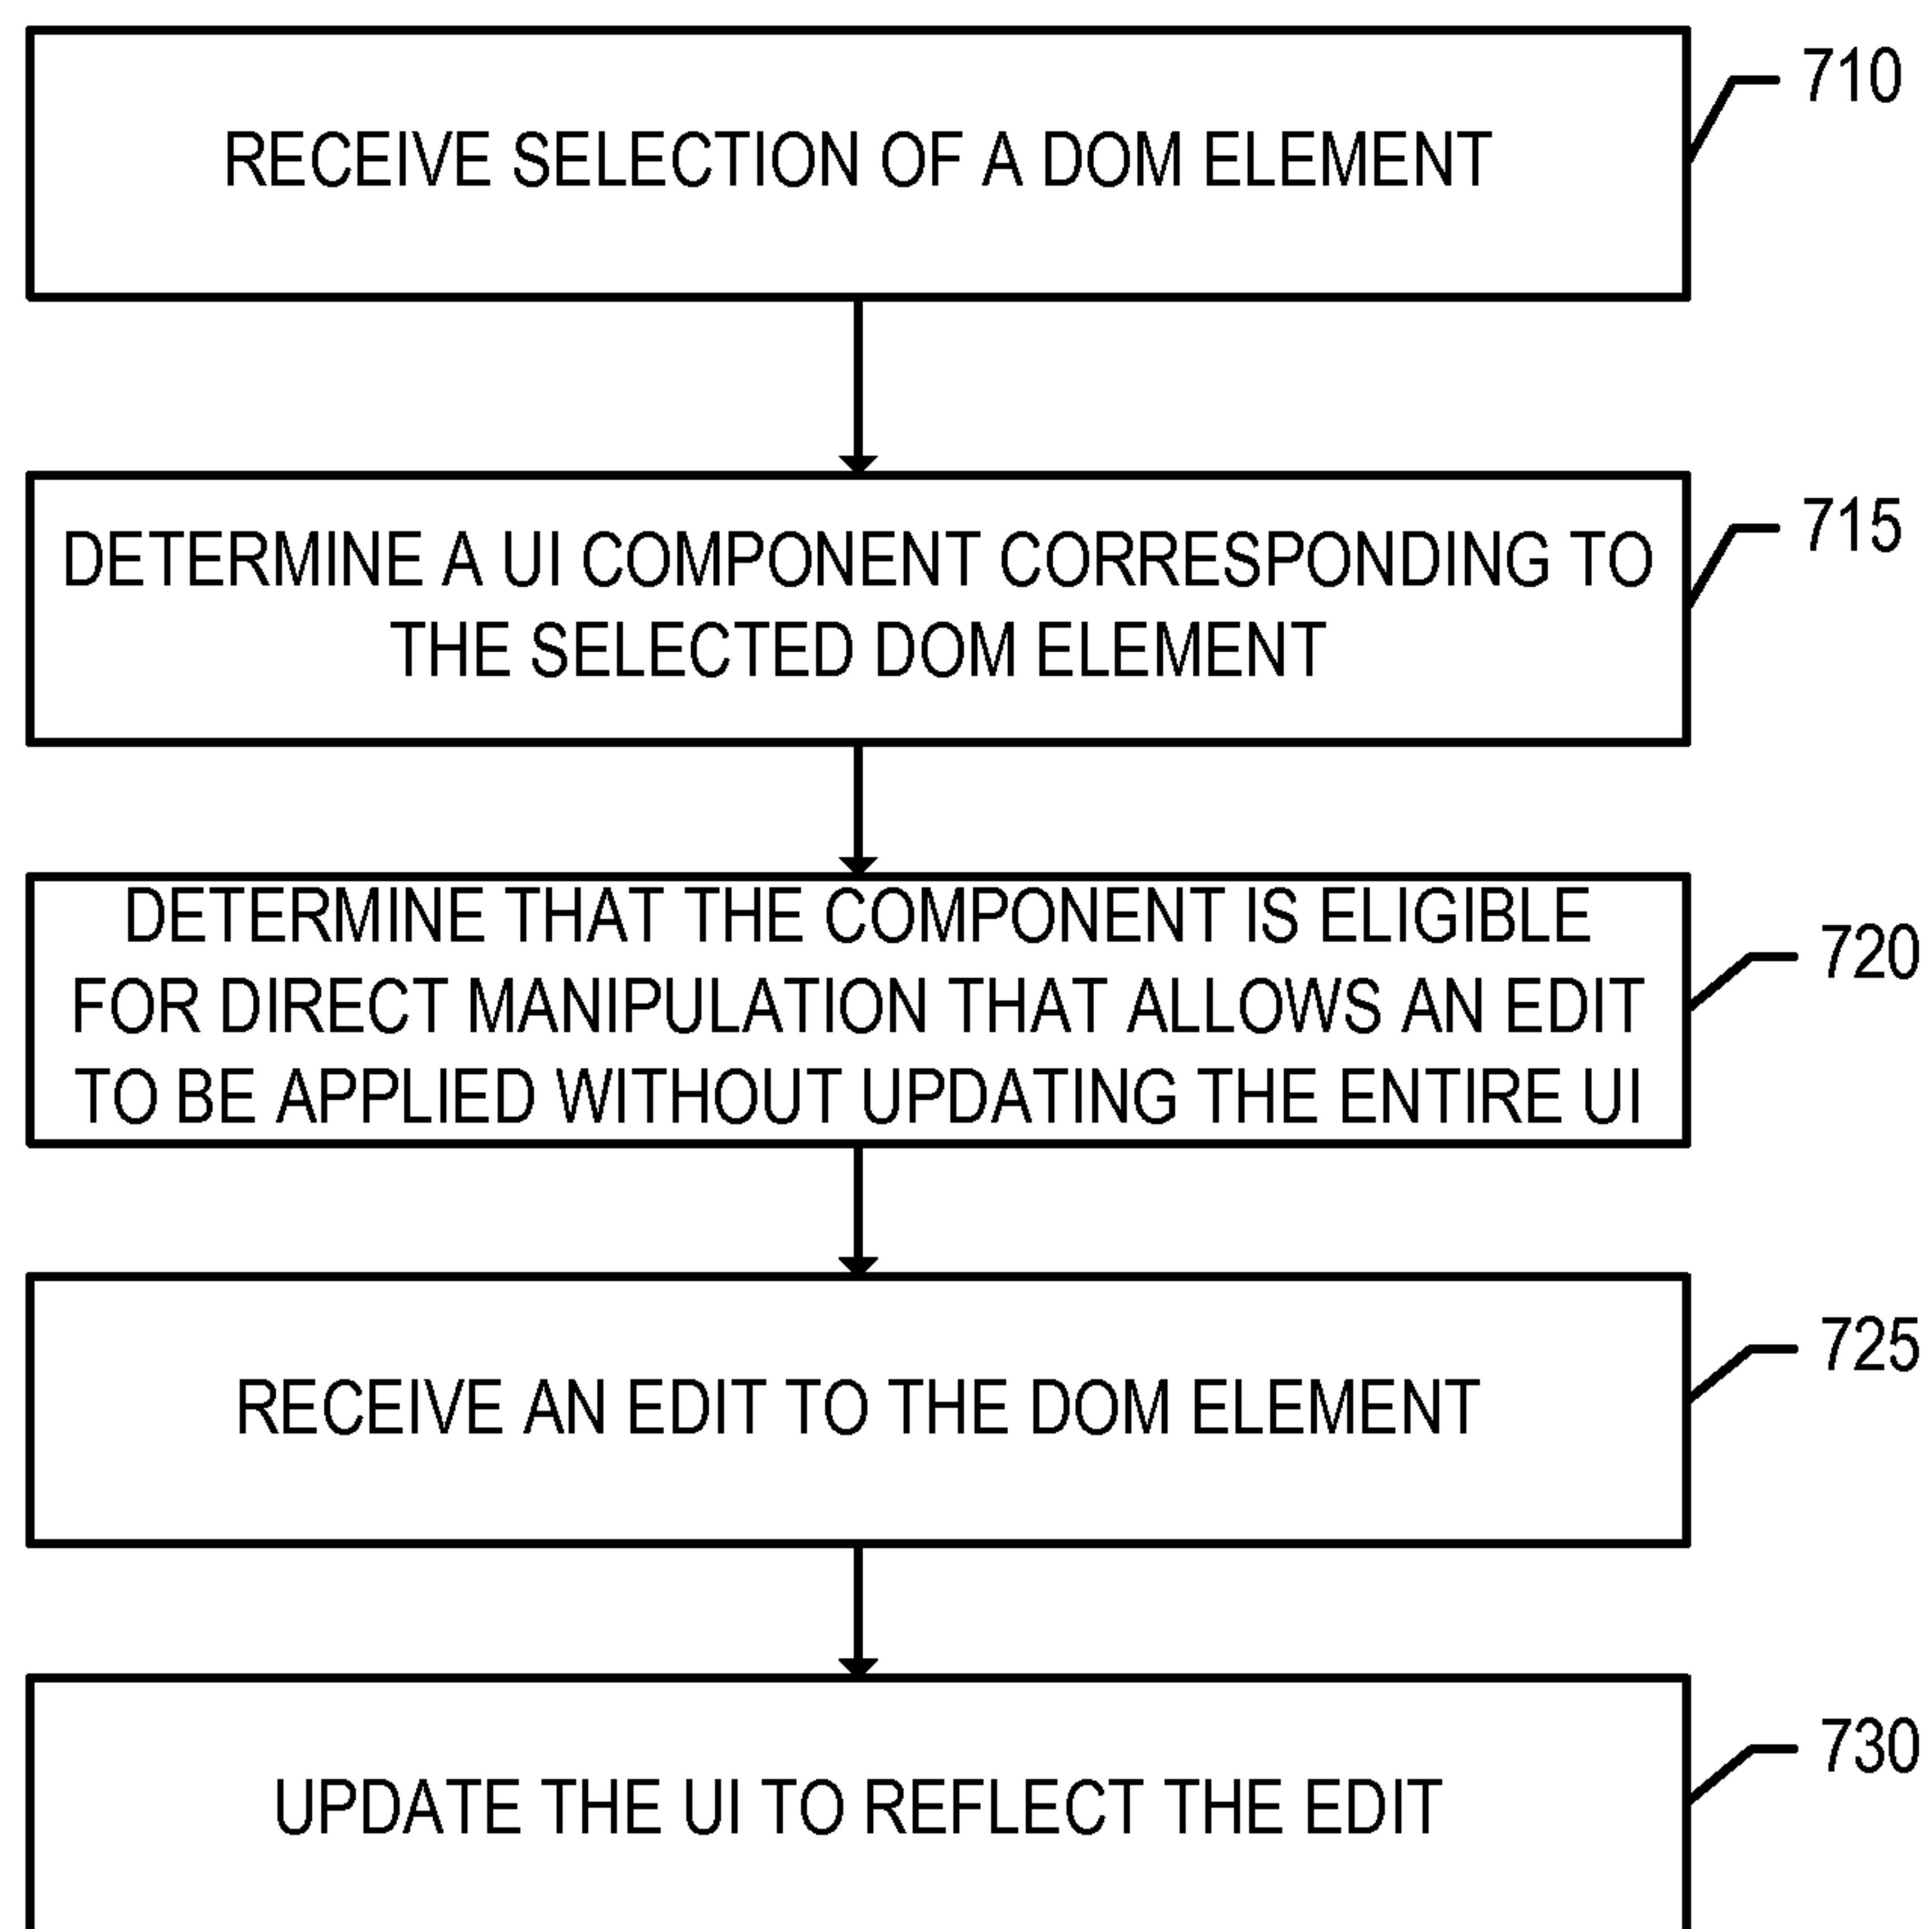 710
RECEIVE SELECTION OF A DOM ELEMENT
715
DETERMINE A UI COMPONENT CORRESPONDING TO
THE SELECTED DOM ELEMENT
720
DETERMINE THAT THE COMPONENT IS ELIGIBLE
FOR DIRECT MANIPULATION THAT ALLOWS AN EDIT
TO BE APPLIED WITHOUT UPDATING THE ENTIRE UI
725
RECEIVE AN EDIT TO THE DOM ELEMENT
730
UPDATE THE UI TO REFLECT THE EDIT